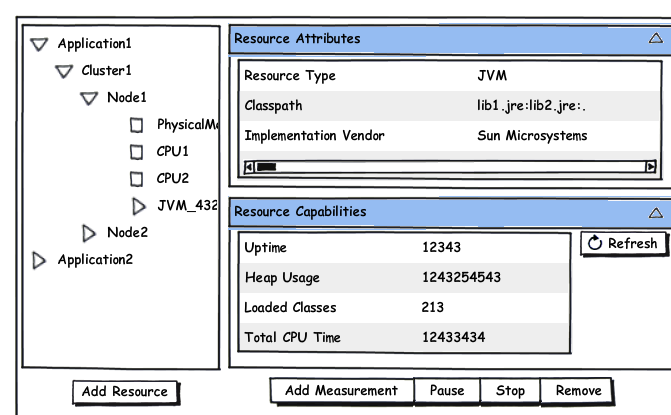 Application1
Cluster1
Node1
CPU1
CPU2
JVM_432
Node2
Application2
Add Resource
Resource Attributes
Resource Type JVM
Classpath lib1.jre:lib2.jre:.
Implementation Vendor Sun Microsystems
Resource Capabilities
Uptime 12343
Heap Usage 1243254543
Loaded Classes 213
Total CPU Time 12433434
Refresh
Add Measurement Pause Stop Remove